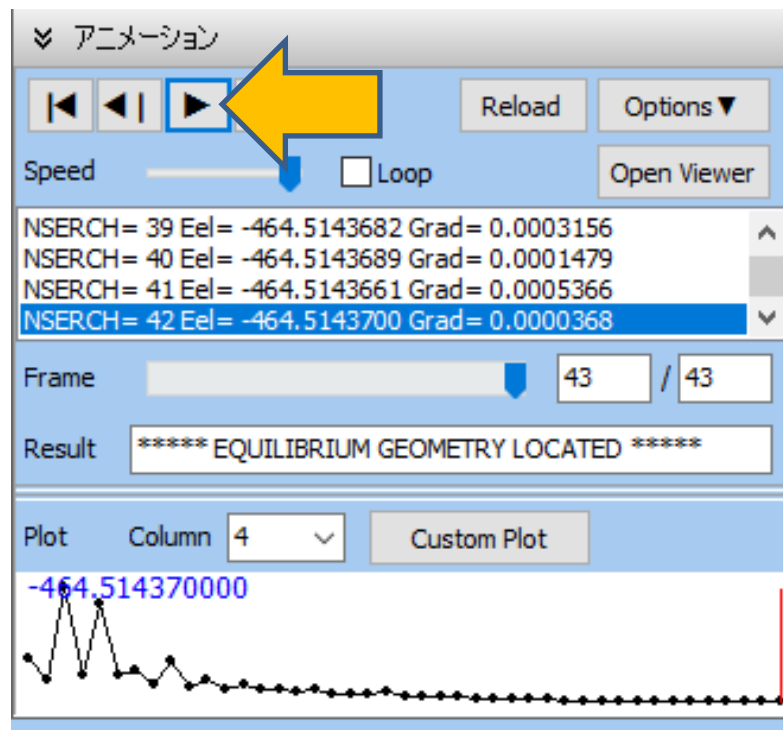 アニメーション
Reload Options▼
Speed Loop Open Viewer
NSERCH= 39 Eel= -464.5143682 Grad= 0.0003156
NSERCH= 40 Eel= -464.5143689 Grad= 0.0001479
NSERCH= 41 Eel= -464.5143661 Grad= 0.0005366
NSERCH= 42 Eel= -464.5143700 Grad= 0.0000368
Frame 43 / 43
Result ***** EQUILIBRIUM GEOMETRY LOCATED *****
Plot Column 4 Custom Plot
-464.514370000